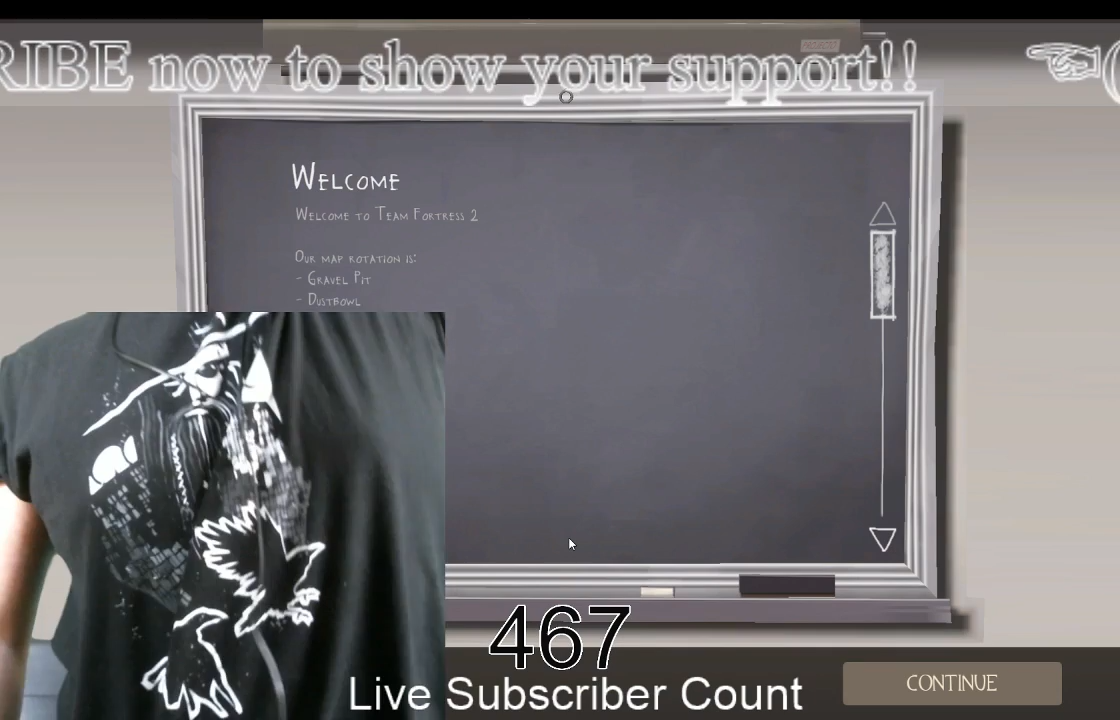 RIBE now to show your support!!
Welcome
Welcome to Team Fortress 2
Our map rotation is:
- Gravel Pit
- Dustbowl
467
Live Subscriber Count
CONTINUE